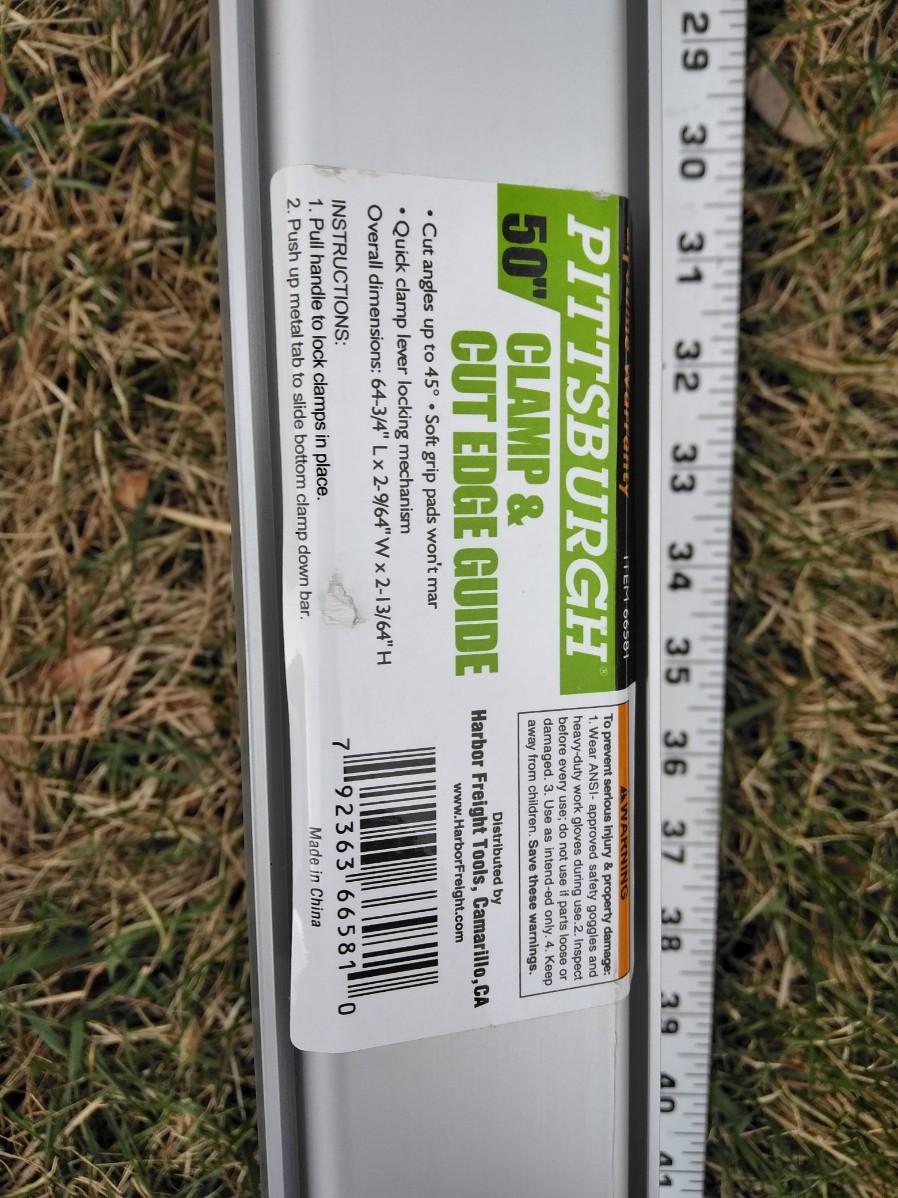 Lifetime Warranty
ITEM 66581
PITTSBURGH®
50" CLAMP &
CUT EDGE GUIDE
• Cut angles up to 45° • Soft grip pads won't mar
• Quick clamp lever locking mechanism
Overall dimensions: 64-3/4" L x 2-9/64" W x 2-13/64" H
INSTRUCTIONS:
1. Pull handle to lock clamps in place.
2. Push up metal tab to slide bottom clamp down bar.
⚠WARNING
To prevent serious injury & property damage:
1. Wear ANSI- approved safety goggles and
heavy-duty work gloves during use.2. Inspect
before every use; do not use if parts loose or
damaged. 3. Use as intend-ed only. 4. Keep
away from children. Save these warnings.
Distributed by
Harbor Freight Tools, Camarillo,CA
www.HarborFreight.com
7 92363 66581 0
Made in China
29 30 31 32 33 34 35 36 37 38 39 40 41